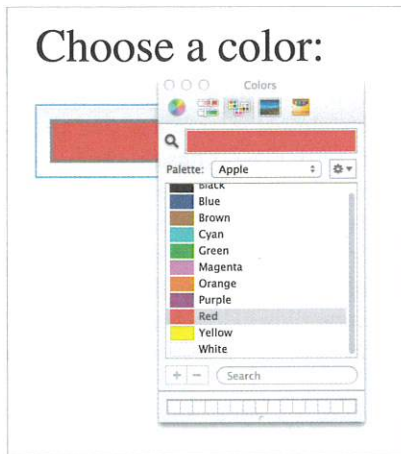 Choose a color:
Colors
Palette: Apple
Black
Blue
Brown
Cyan
Green
Magenta
Orange
Purple
Red
Yellow
White
+ −
Search